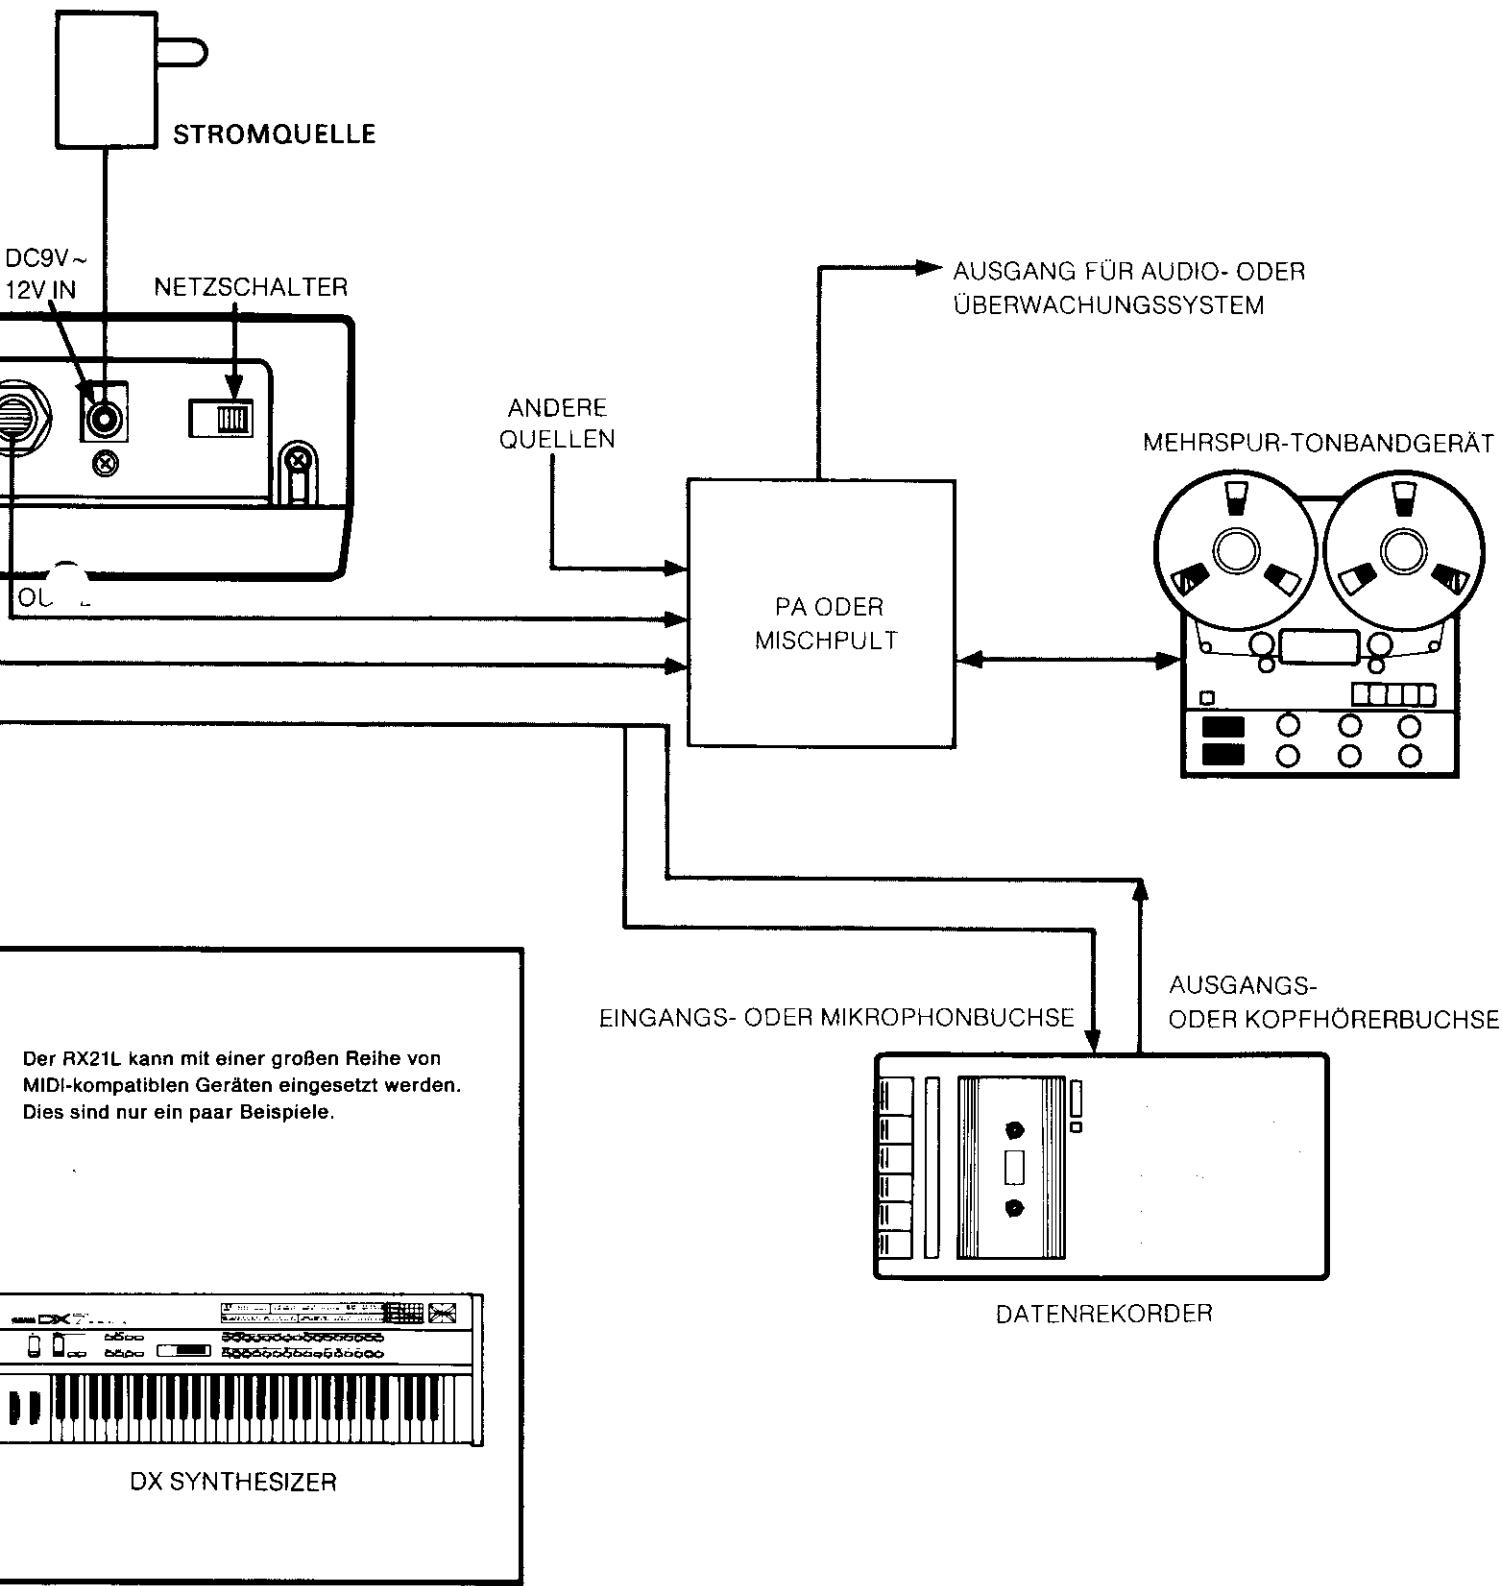 STROMQUELLE
DC9V~
12V IN
NETZSCHALTER
AUSGANG FÜR AUDIO- ODER
ÜBERWACHUNGSSYSTEM
ANDERE
QUELLEN
MEHRSPUR-TONBANDGERÄT
PA ODER
MISCHPULT
EINGANGS- ODER MIKROPHONBUCHSE
AUSGANGS-
ODER KOPFHÖRERBUCHSE
Der RX21L kann mit einer großen Reihe von
MIDI-kompatiblen Geräten eingesetzt werden.
Dies sind nur ein paar Beispiele.
DX
DATENREKORDER
DX SYNTHESIZER